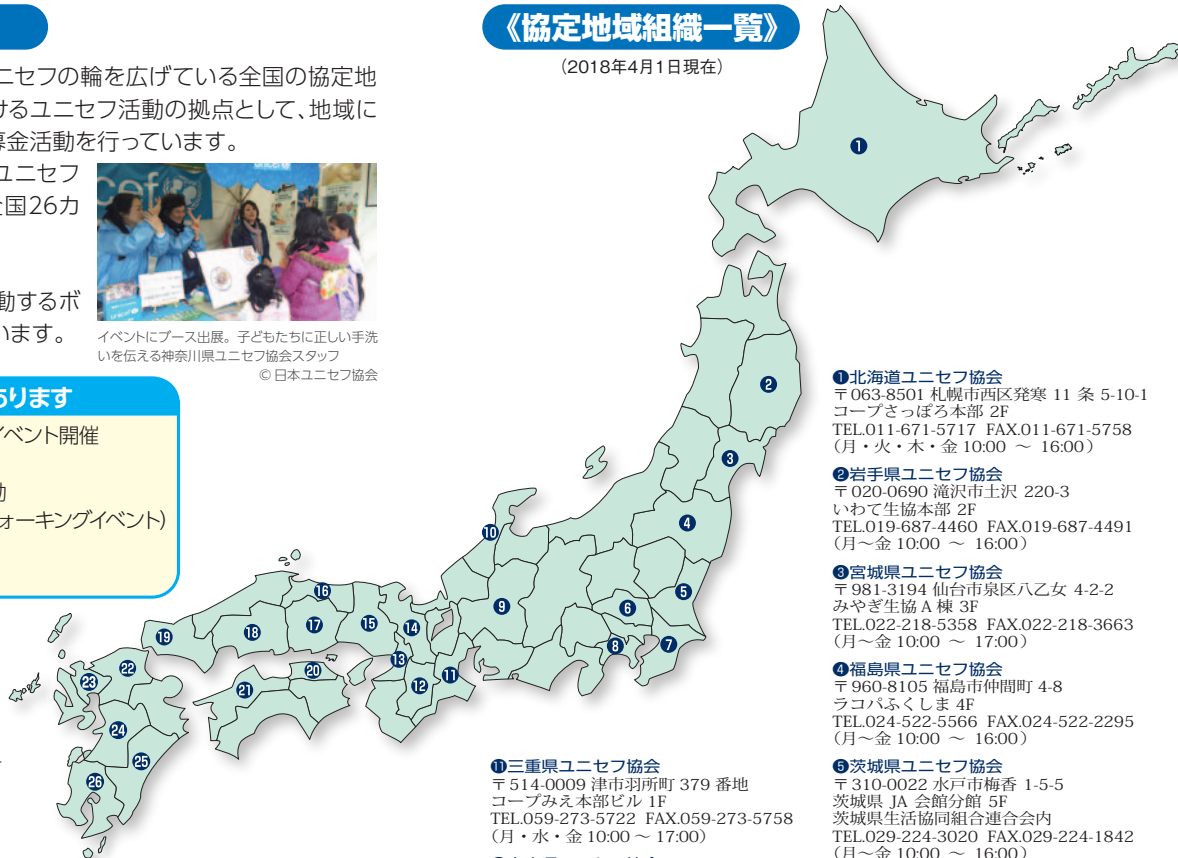 ニセフの輪を広げている全国の協定地
けるユニセフ活動の拠点として、地域に
募金活動を行っています。
ユニセフ
全国26カ
動するボ
います。
イベントにブース出展。子どもたちに正しい手洗
いを伝える神奈川県ユニセフ協会スタッフ
© 日本ユニセフ協会
あります
イベント開催
動
ォーキングイベント)
《協定地域組織一覧》
(2018年4月1日現在)
❶
❷
❸
❹
❿
❺
❻
❾
❼
❽
⓰
⓱
⓯
⓮
⓲
⓳
⓭
⓫
⓬
⓴
㉑
㉒
㉓
㉔
㉕
㉖
❶北海道ユニセフ協会
〒063-8501 札幌市西区発寒 11 条 5-10-1
コープさっぽろ本部 2F
TEL.011-671-5717 FAX.011-671-5758
(月・火・木・金 10:00 ~ 16:00)
❷岩手県ユニセフ協会
〒020-0690 滝沢市土沢 220-3
いわて生協本部 2F
TEL.019-687-4460 FAX.019-687-4491
(月~金 10:00 ~ 16:00)
❸宮城県ユニセフ協会
〒981-3194 仙台市泉区八乙女 4-2-2
みやぎ生協 A 棟 3F
TEL.022-218-5358 FAX.022-218-3663
(月~金 10:00 ~ 17:00)
❹福島県ユニセフ協会
〒960-8105 福島市仲間町 4-8
ラコパふくしま 4F
TEL.024-522-5566 FAX.024-522-2295
(月~金 10:00 ~ 16:00)
❺茨城県ユニセフ協会
〒310-0022 水戸市梅香 1-5-5
茨城県 JA 会館分館 5F
茨城県生活協同組合連合会内
TEL.029-224-3020 FAX.029-224-1842
(月~金 10:00 ~ 16:00)
⓫三重県ユニセフ協会
〒514-0009 津市羽所町 379 番地
コープみえ本部ビル 1F
TEL.059-273-5722 FAX.059-273-5758
(月・水・金 10:00 ~ 17:00)